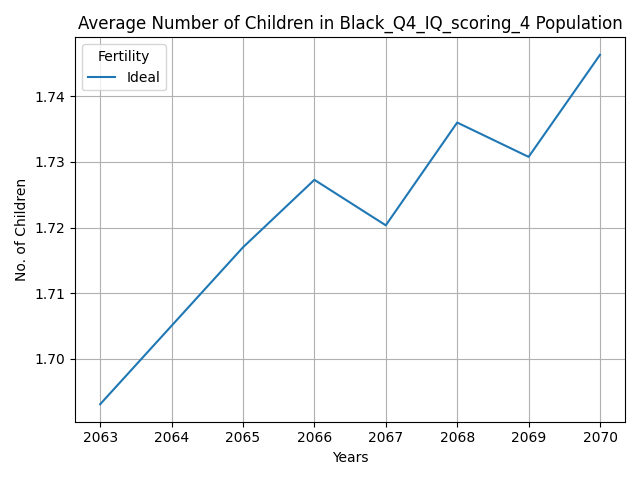 Average Number of Children in Black_Q4_IQ_scoring_4 Population
Fertility
Ideal
No. of Children
1.74
1.73
1.72
1.71
1.70
2063 2064 2065 2066 2067 2068 2069 2070
Years